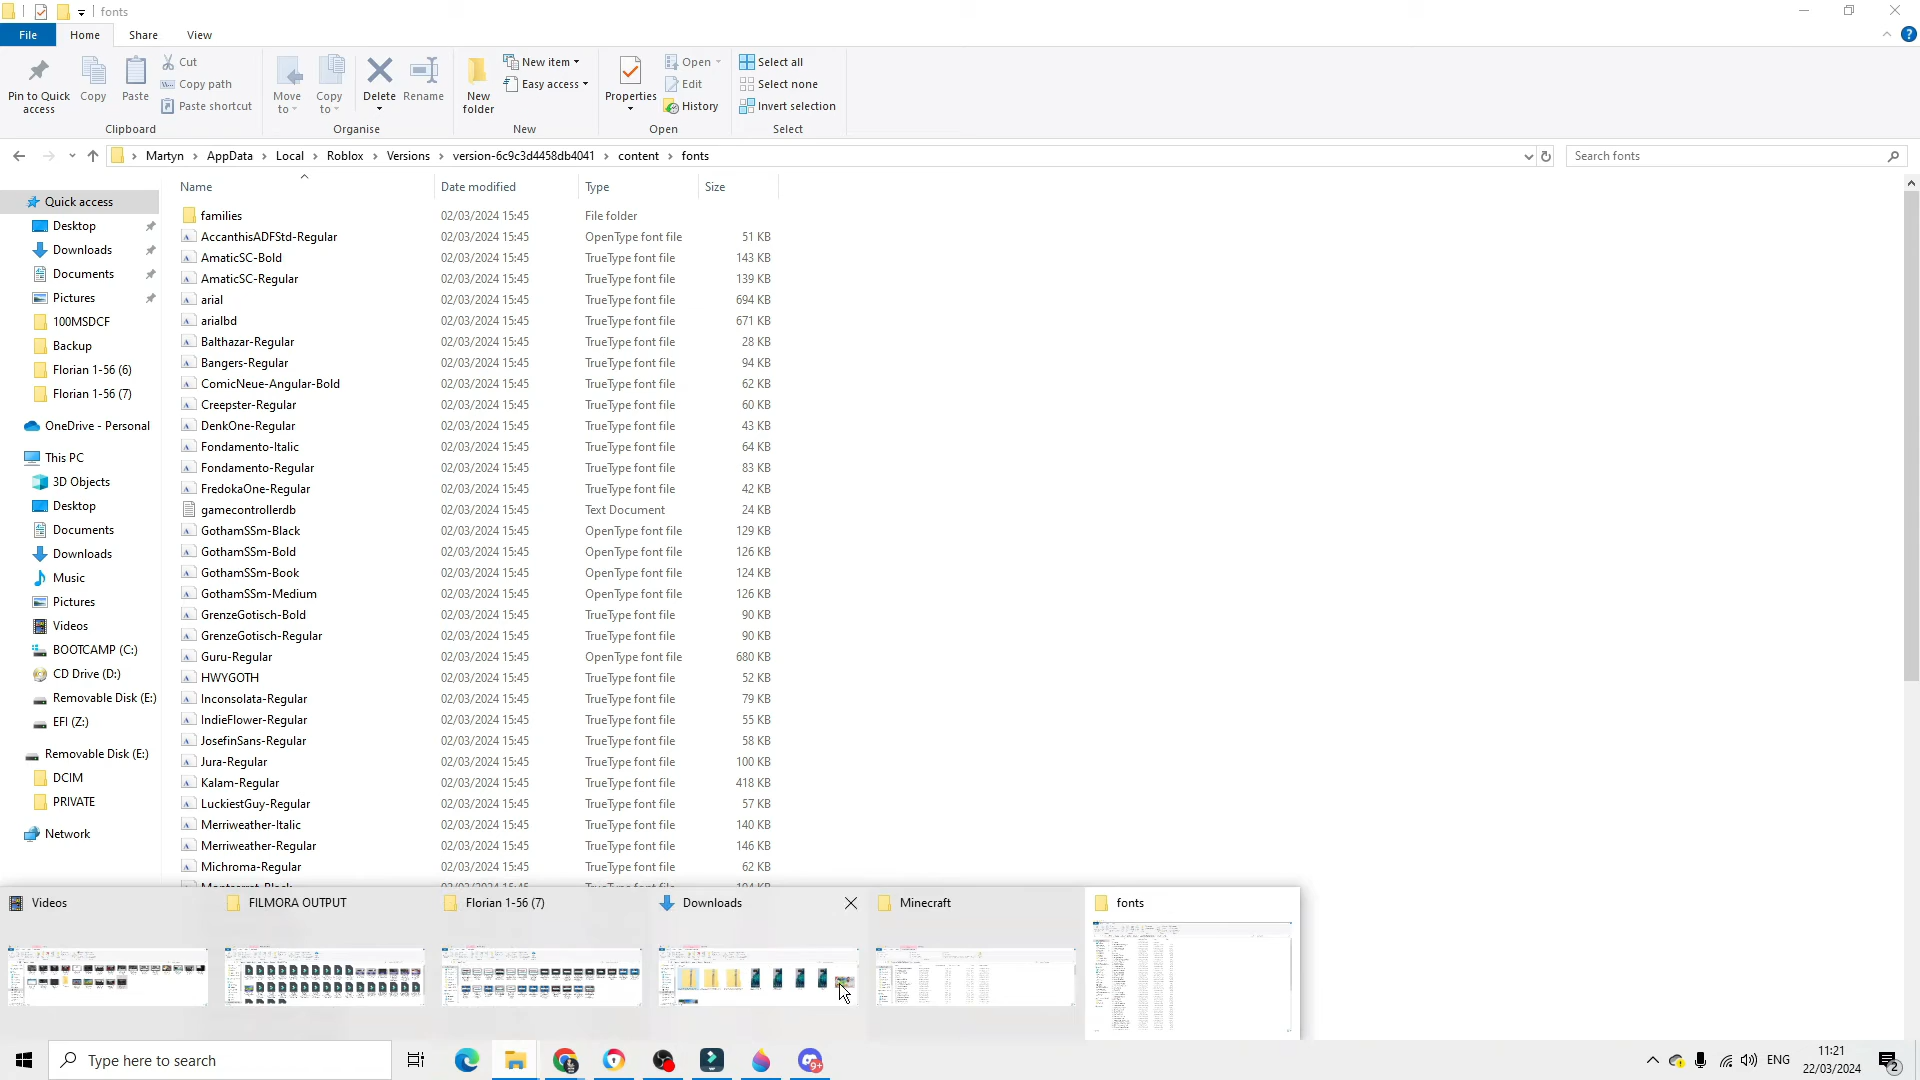 fonts
File Home Share View
Pin to Quick access
Copy
Paste
Cut
Copy path
Paste shortcut
Clipboard
Move to
Copy to
Delete
Rename
Organise
New folder
New item
Easy access
New
Properties
Open
Edit
History
Open
Select all
Select none
Invert selection
Select
Martyn > AppData > Local > Roblox > Versions > version-6c9c3d4458db4041 > content > fonts
Search fonts
Quick access
Desktop
Downloads
Documents
Pictures
100MSDCF
Backup
Florian 1-56 (6)
Florian 1-56 (7)
OneDrive - Personal
This PC
3D Objects
Desktop
Documents
Downloads
Music
Pictures
Videos
BOOTCAMP (C:)
CD Drive (D:)
Removable Disk (E:)
EFI (Z:)
Removable Disk (E:)
DCIM
PRIVATE
Network
Name Date modified Type Size
families 02/03/2024 15:45 File folder
AccanthisADFStd-Regular 02/03/2024 15:45 OpenType font file 51 KB
AmaticSC-Bold 02/03/2024 15:45 TrueType font file 143 KB
AmaticSC-Regular 02/03/2024 15:45 TrueType font file 139 KB
arial 02/03/2024 15:45 TrueType font file 694 KB
arialbd 02/03/2024 15:45 TrueType font file 671 KB
Balthazar-Regular 02/03/2024 15:45 TrueType font file 28 KB
Bangers-Regular 02/03/2024 15:45 TrueType font file 94 KB
ComicNeue-Angular-Bold 02/03/2024 15:45 TrueType font file 62 KB
Creepster-Regular 02/03/2024 15:45 TrueType font file 60 KB
DenkOne-Regular 02/03/2024 15:45 TrueType font file 43 KB
Fondamento-Italic 02/03/2024 15:45 TrueType font file 64 KB
Fondamento-Regular 02/03/2024 15:45 TrueType font file 83 KB
FredokaOne-Regular 02/03/2024 15:45 TrueType font file 42 KB
gamecontrollerdb 02/03/2024 15:45 Text Document 24 KB
GothamSSm-Black 02/03/2024 15:45 OpenType font file 129 KB
GothamSSm-Bold 02/03/2024 15:45 OpenType font file 126 KB
GothamSSm-Book 02/03/2024 15:45 OpenType font file 124 KB
GothamSSm-Medium 02/03/2024 15:45 OpenType font file 126 KB
GrenzeGotisch-Bold 02/03/2024 15:45 TrueType font file 90 KB
GrenzeGotisch-Regular 02/03/2024 15:45 TrueType font file 90 KB
Guru-Regular 02/03/2024 15:45 OpenType font file 680 KB
HWYGOTH 02/03/2024 15:45 TrueType font file 52 KB
Inconsolata-Regular 02/03/2024 15:45 TrueType font file 79 KB
IndieFlower-Regular 02/03/2024 15:45 TrueType font file 55 KB
JosefinSans-Regular 02/03/2024 15:45 TrueType font file 58 KB
Jura-Regular 02/03/2024 15:45 TrueType font file 100 KB
Kalam-Regular 02/03/2024 15:45 TrueType font file 418 KB
LuckiestGuy-Regular 02/03/2024 15:45 TrueType font file 57 KB
Merriweather-Italic 02/03/2024 15:45 TrueType font file 140 KB
Merriweather-Regular 02/03/2024 15:45 TrueType font file 146 KB
Michroma-Regular 02/03/2024 15:45 TrueType font file 62 KB
Videos
FILMORA OUTPUT
Florian 1-56 (7)
Downloads
Minecraft
fonts
Type here to search
9+
ENG
11:21
22/03/2024
2